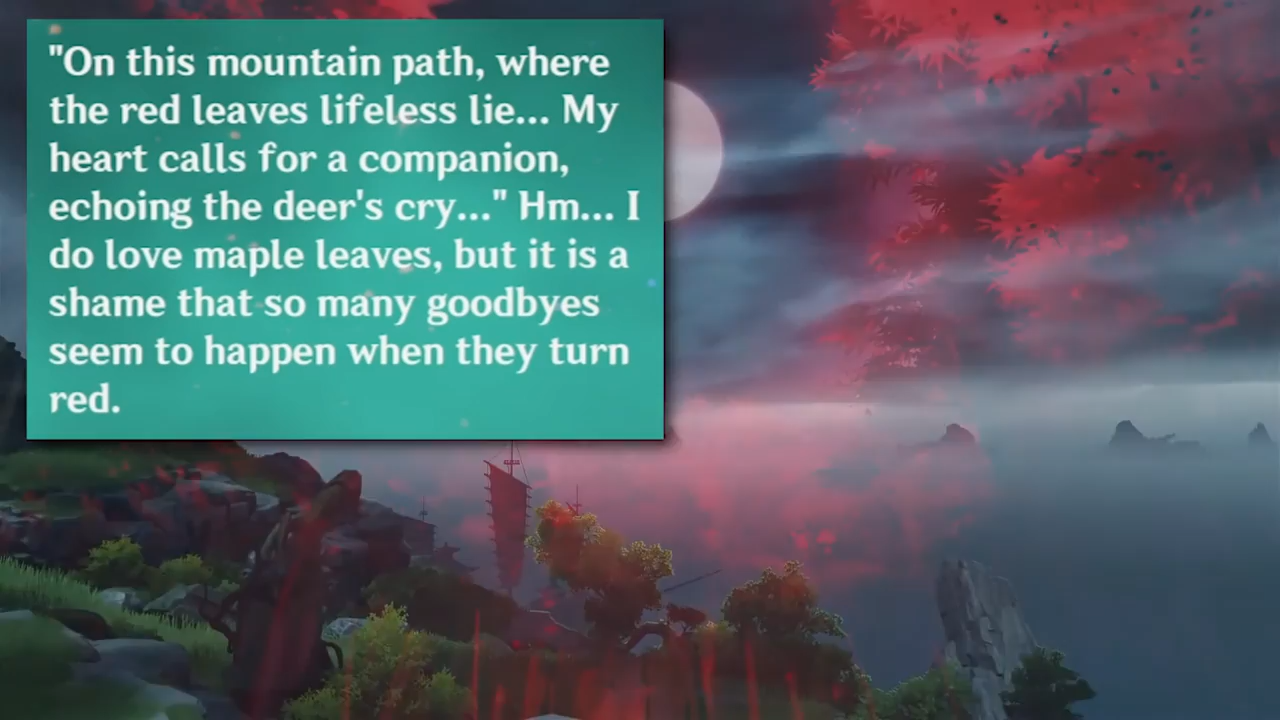 "On this mountain path, where
the red leaves lifeless lie... My
heart calls for a companion,
echoing the deer's cry..." Hm... I
do love maple leaves, but it is a
shame that so many goodbyes
seem to happen when they turn
red.